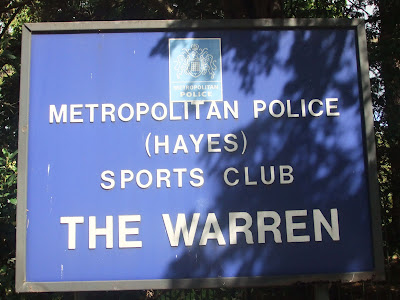 METROPOLITAN
POLICE
METROPOLITAN POLICE
(HAYES)
SPORTS CLUB
THE WARREN